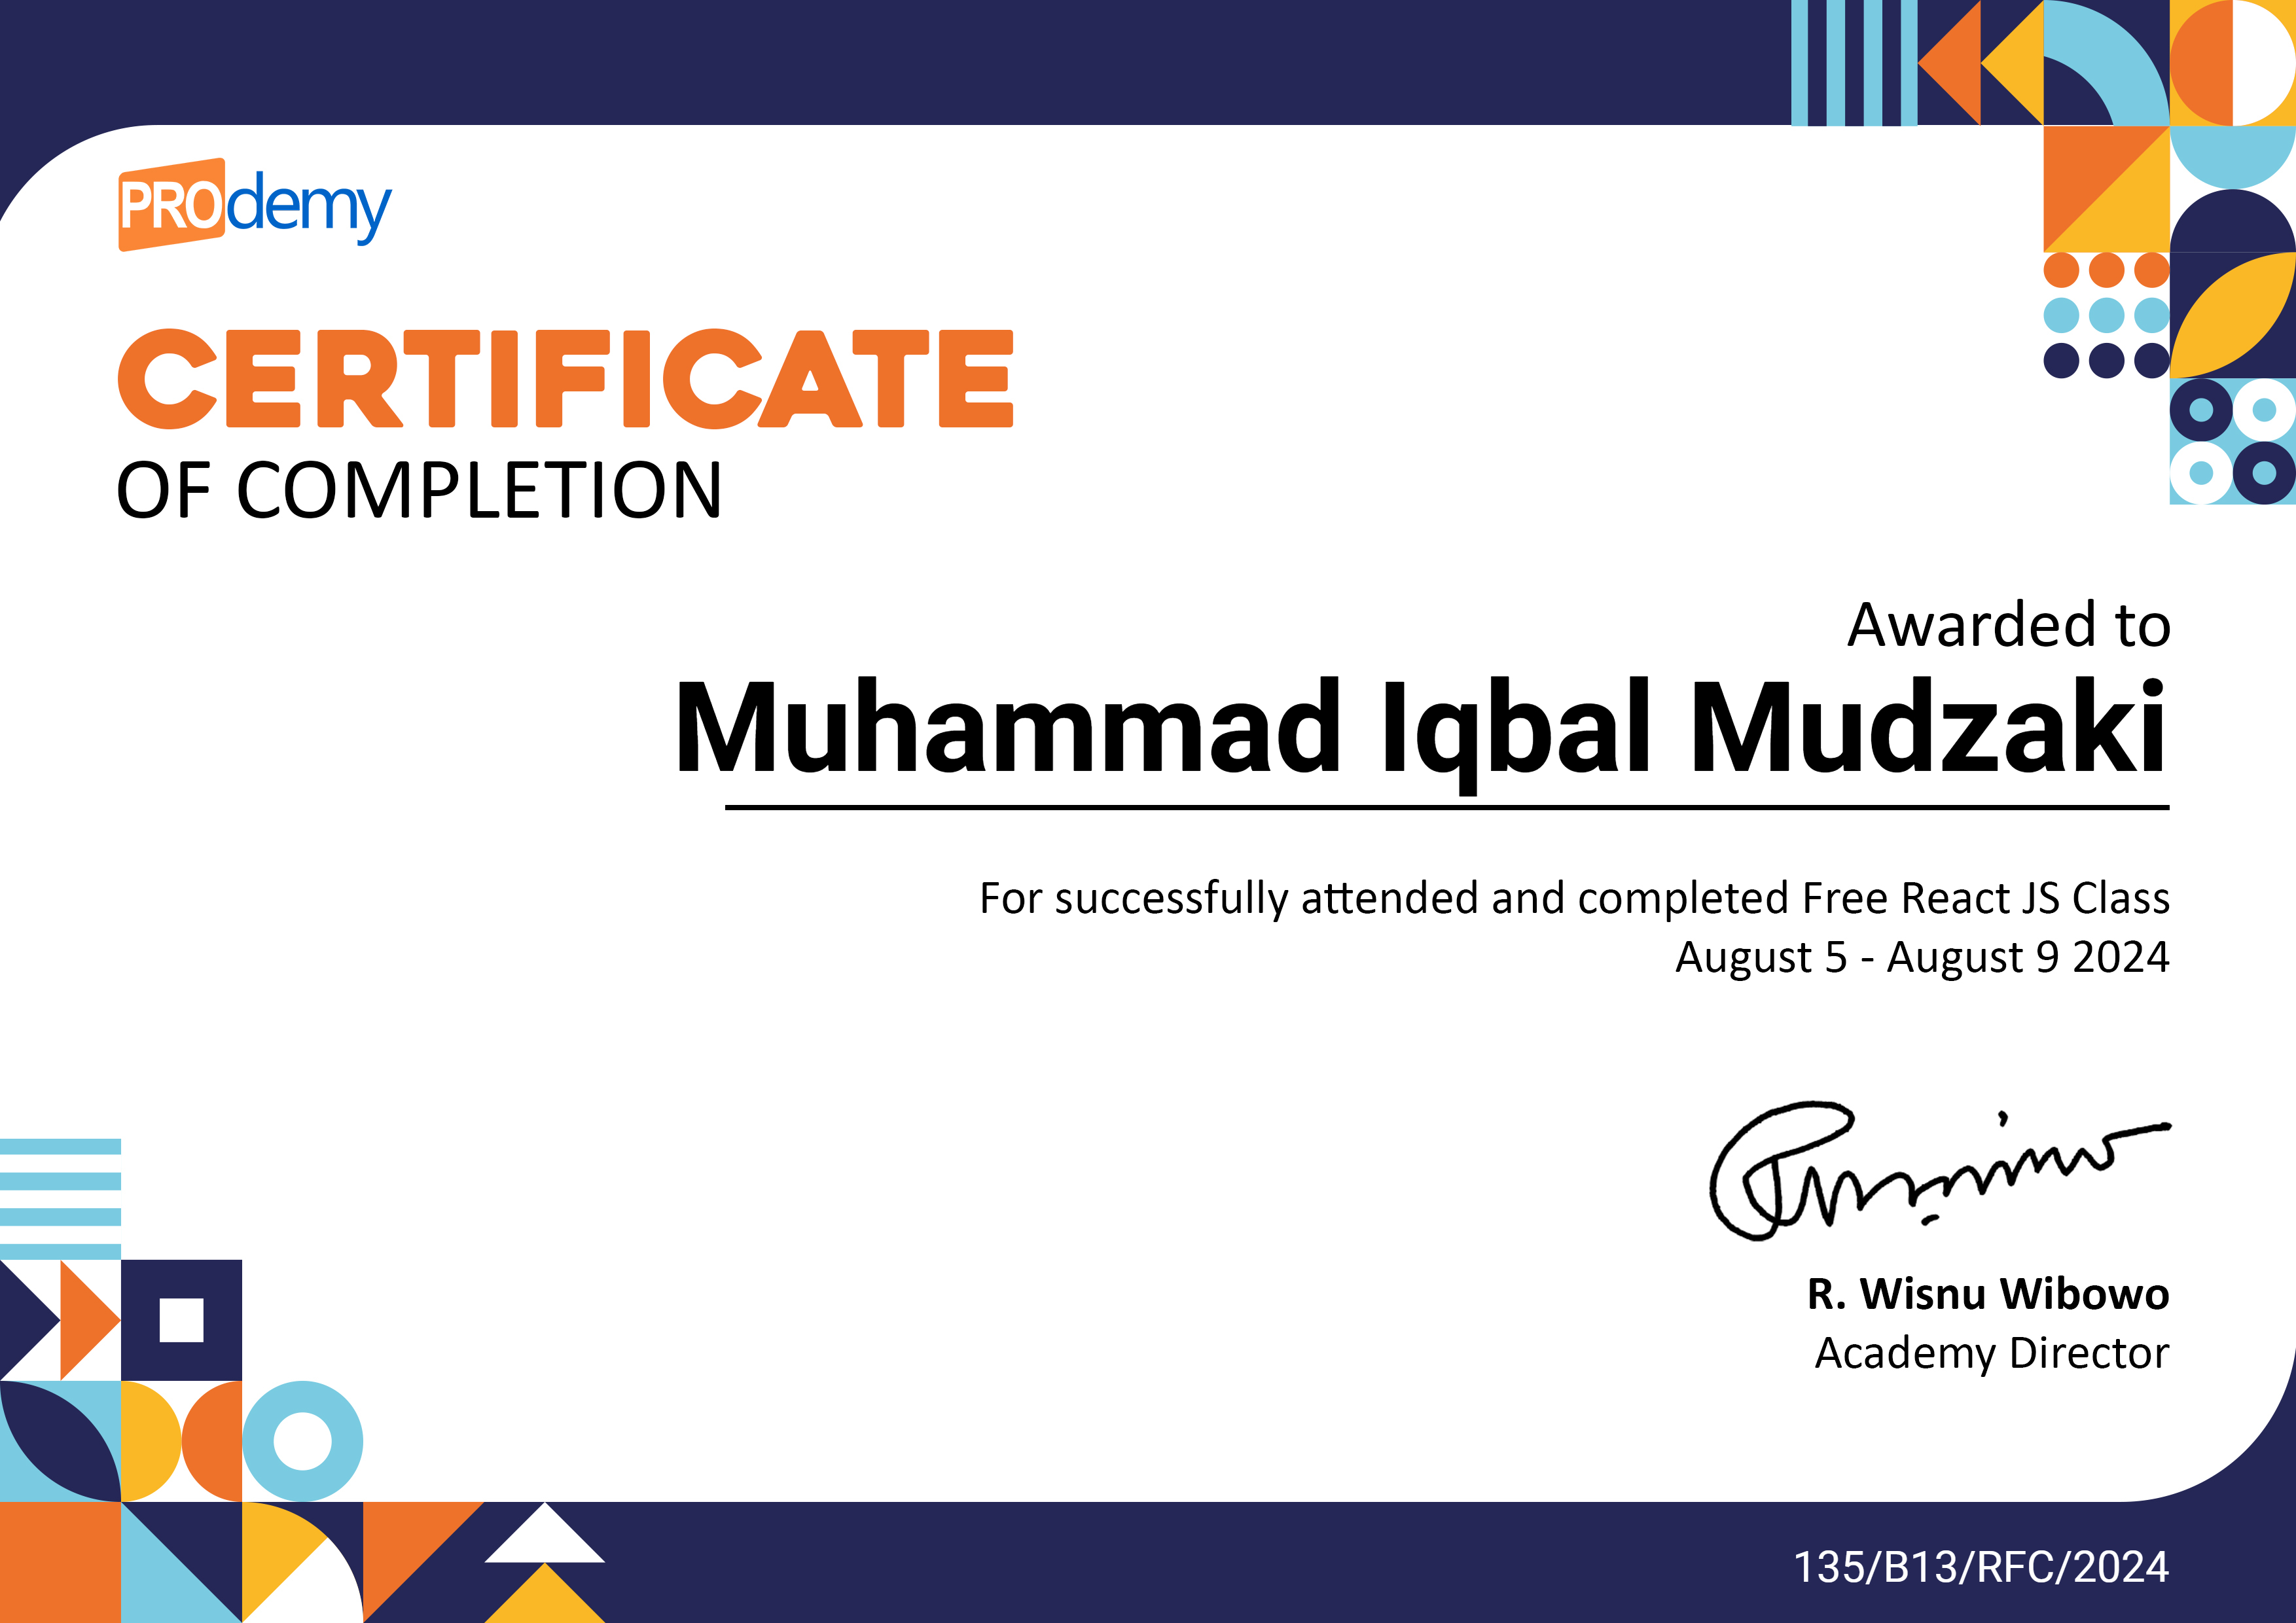 PROdemy
CERTIFICATE
OF COMPLETION
Awarded to
Muhammad Iqbal Mudzaki
For successfully attended and completed Free React JS Class
August 5 - August 9 2024
R. Wisnu Wibowo
Academy Director
135/B13/RFC/2024